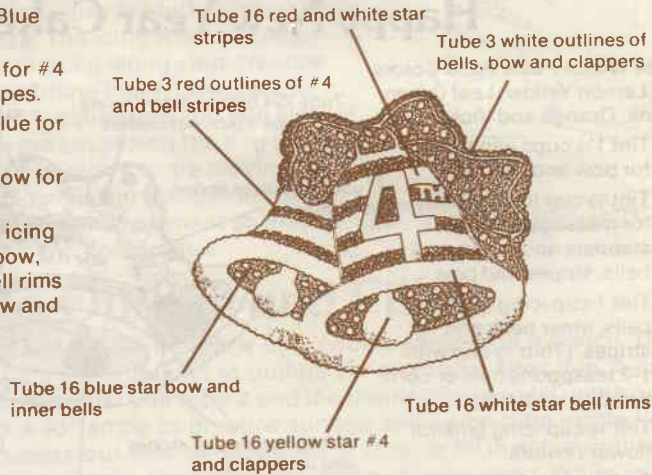 Blue
for #4
pes.
lue for
ow for
icing
bow,
ell rims
w and
Tube 16 red and white star
stripes
Tube 3 white outlines of
bells, bow and clappers
Tube 3 red outlines of #4
and bell stripes
4TH
Tube 16 blue star bow and
inner bells
Tube 16 white star bell trims
Tube 16 yellow star #4
and clappers